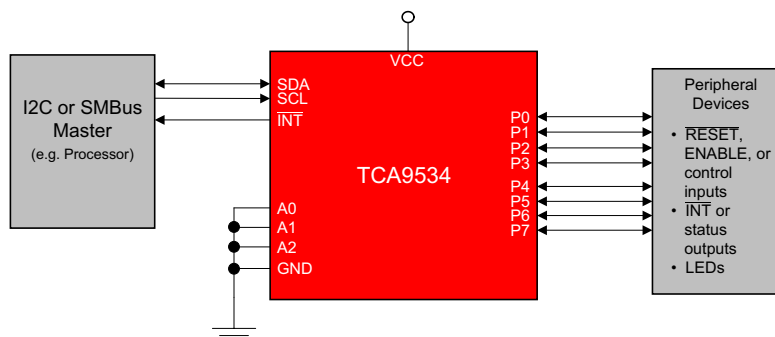 VCC
I2C or SMBus
Master
(e.g. Processor)
SDA
SCL
INT
A0
A1
A2
GND
TCA9534
P0
P1
P2
P3
P4
P5
P6
P7
Peripheral
Devices
• RESET,
ENABLE, or
control
inputs
• INT or
status
outputs
• LEDs